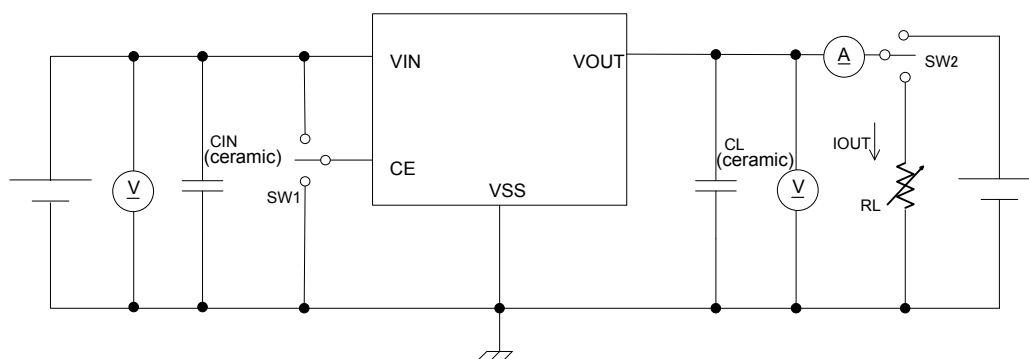 VIN
VOUT
A
SW2
CIN
(ceramic)
CE
SW1
VSS
V
CL
(ceramic)
V
IOUT
RL